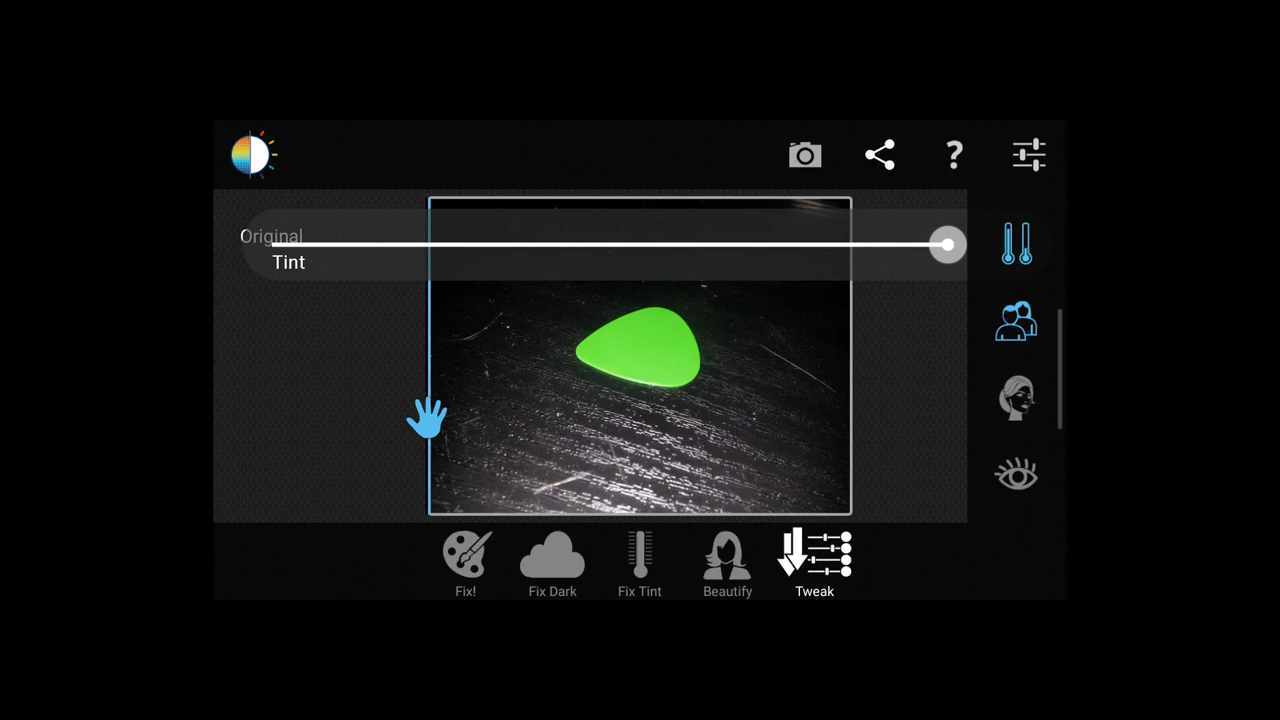 ?
Original
Tint
Fix!
Fix Dark
Fix Tint
Beautify
Tweak